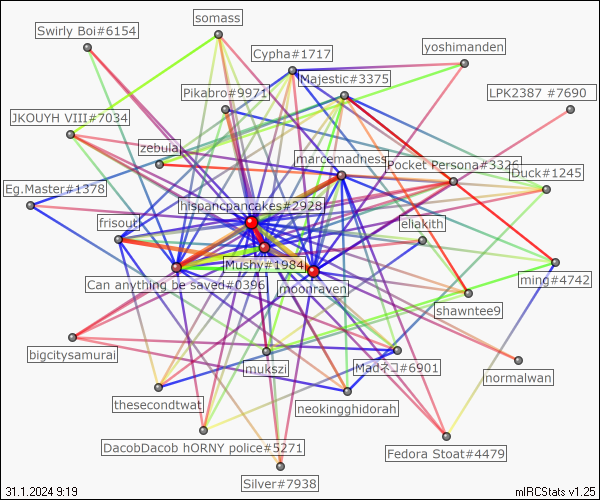 somass
Swirly Boi#6154
Cypha#1717
yoshimanden
Majestic#3375
Pikabro#9971
LPK2387 #7690
JKOUYH VIII#7034
zebula
marcemadness
Pocket Persona#3326
Duck#1245
Eg.Master#1378
hispancpancakes#2928
frisout
eliakith
Mushy#1984
ming#4742
Can anything be saved#0396
moonraven
shawntee9
bigcitysamurai
mukszi
Madネコ#6901
normalwan
thesecondtwat
neokingghidorah
DacobDacob hORNY police#5271
Fedora Stoat#4479
Silver#7938
31.1.2024 9:19
mIRCStats v1.25